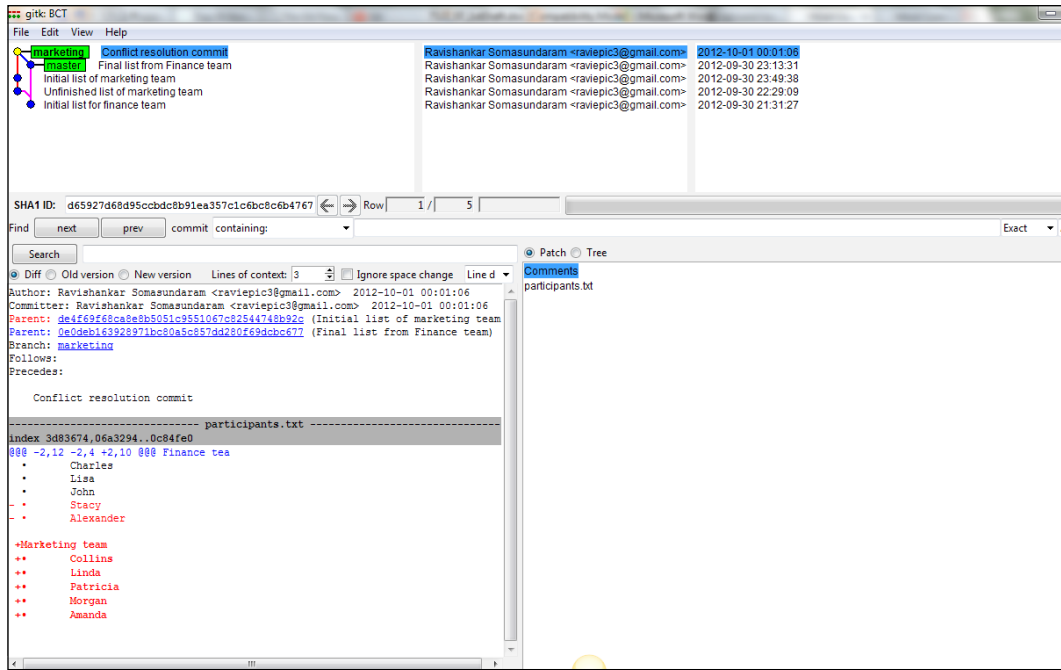 gitk: BCT
File Edit View Help
marketing Conflict resolution commit Ravishankar Somasundaram <raviepic3@gmail.com> 2012-10-01 00:01:06
master Final list from Finance team Ravishankar Somasundaram <raviepic3@gmail.com> 2012-09-30 23:13:31
Initial list of marketing team Ravishankar Somasundaram <raviepic3@gmail.com> 2012-09-30 23:49:38
Unfinished list of marketing team Ravishankar Somasundaram <raviepic3@gmail.com> 2012-09-30 22:29:09
Initial list for finance team Ravishankar Somasundaram <raviepic3@gmail.com> 2012-09-30 21:31:27
SHA1 ID: d65927d68d95ccbdc8b91ea357c1c6bc8c6b4767 Row 1 / 5
Find next prev commit containing: Exact
Search Patch Tree
Diff Old version New version Lines of context: 3 Ignore space change Line d
Comments
participants.txt
Author: Ravishankar Somasundaram <raviepic3@gmail.com> 2012-10-01 00:01:06
Committer: Ravishankar Somasundaram <raviepic3@gmail.com> 2012-10-01 00:01:06
Parent: de4f69f68ca8e8b5051c9551067c82544748b92c (Initial list of marketing team
Parent: 0e0deb163928971bc80a5c857dd280f69dcbc677 (Final list from Finance team)
Branch: marketing
Follows:
Precedes:
Conflict resolution commit
---------------------------- participants.txt ---------------------------
index 3d83674,06a3294..0c84fe0
@@@ -2,12 -2,4 +2,10 @@@ Finance tea
• Charles
• Lisa
• John
- • Stacy
- • Alexander
+Marketing team
+• Collins
+• Linda
+• Patricia
+• Morgan
+• Amanda